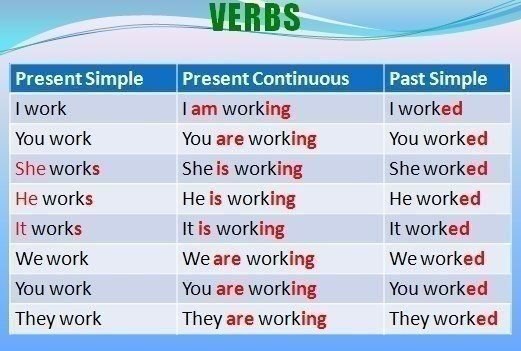 VERBS
Present Simple Present Continuous Past Simple
I work I am working I worked
You work You are working You worked
She works She is working She worked
He works He is working He worked
It works It is working It worked
We work We are working We worked
You work You are working You worked
They work They are working They worked